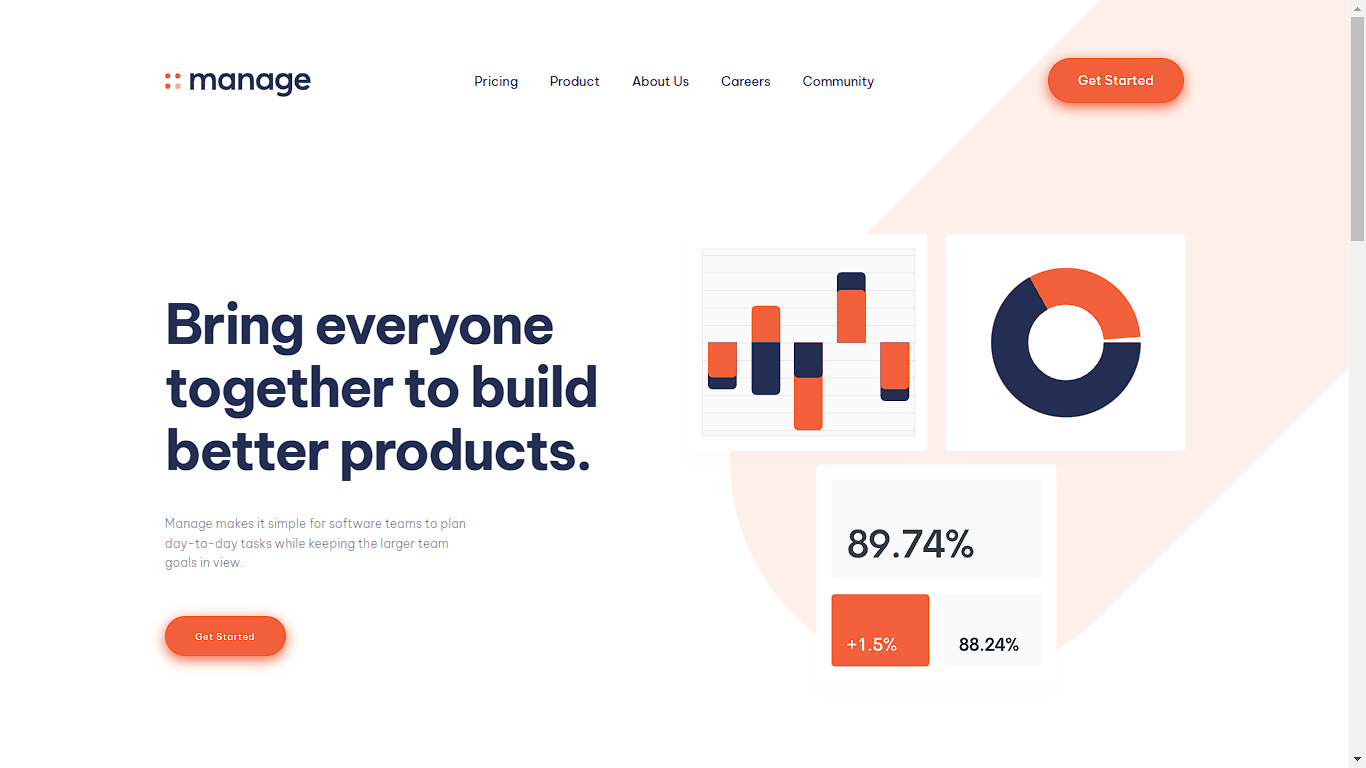 manage
Pricing
Product
About Us
Careers
Community
Get Started
Bring everyone
together to build
better products.
Manage makes it simple for software teams to plan
day-to-day tasks while keeping the larger team
goals in view.
Get Started
89.74%
+1.5%
88.24%